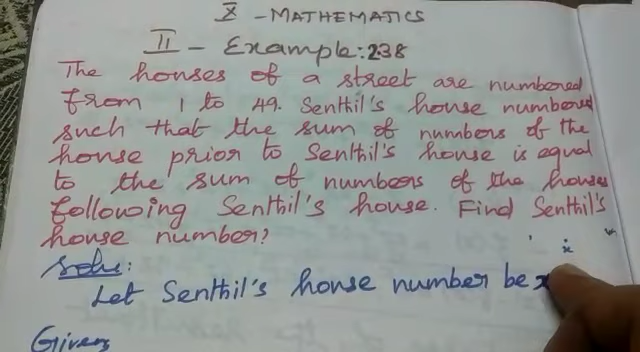 X - MATHEMATICS
II - Example: 2.38
The houses of a street are numbered
from 1 to 49. Senthil's house numbered
such that the sum of numbers of the
house prior to Senthil's house is equal
to the sum of numbers of the houses
following Senthil's house. Find Senthil's
house number?
Soln:
Let Senthil's house number be x
Given